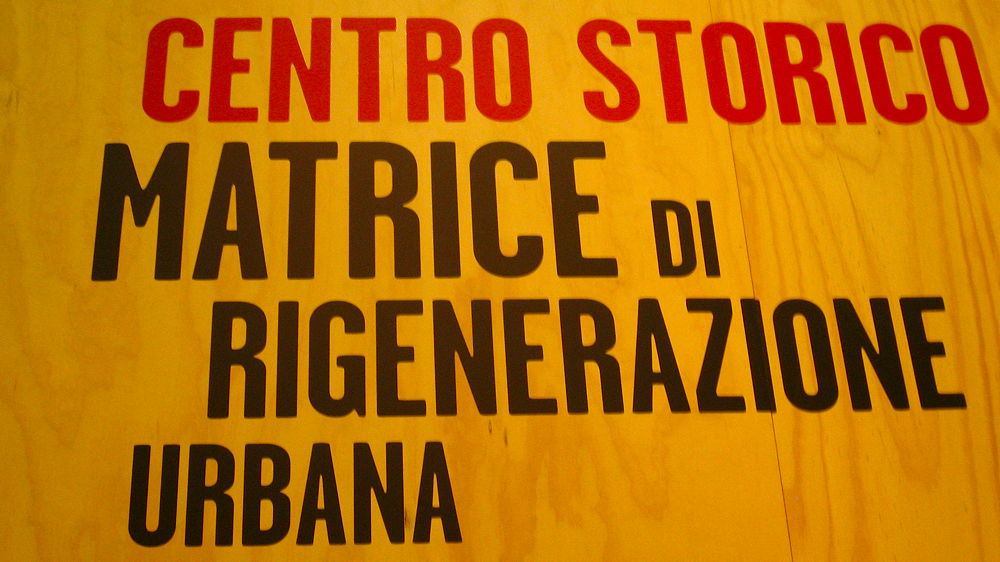 CENTRO STORICO
MATRICE DI
RIGENERAZIONE
URBANA